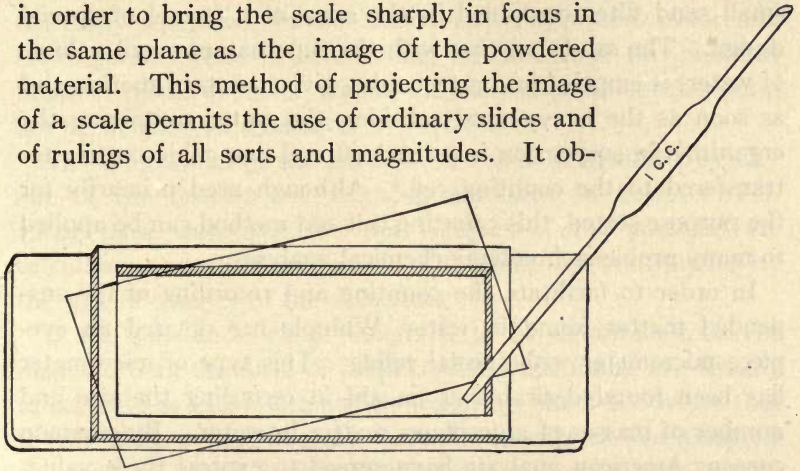 in order to bring the scale sharply in focus in
the same plane as the image of the powdered
material. This method of projecting the image
of a scale permits the use of ordinary slides and
of rulings of all sorts and magnitudes. It ob-
1 C.C.